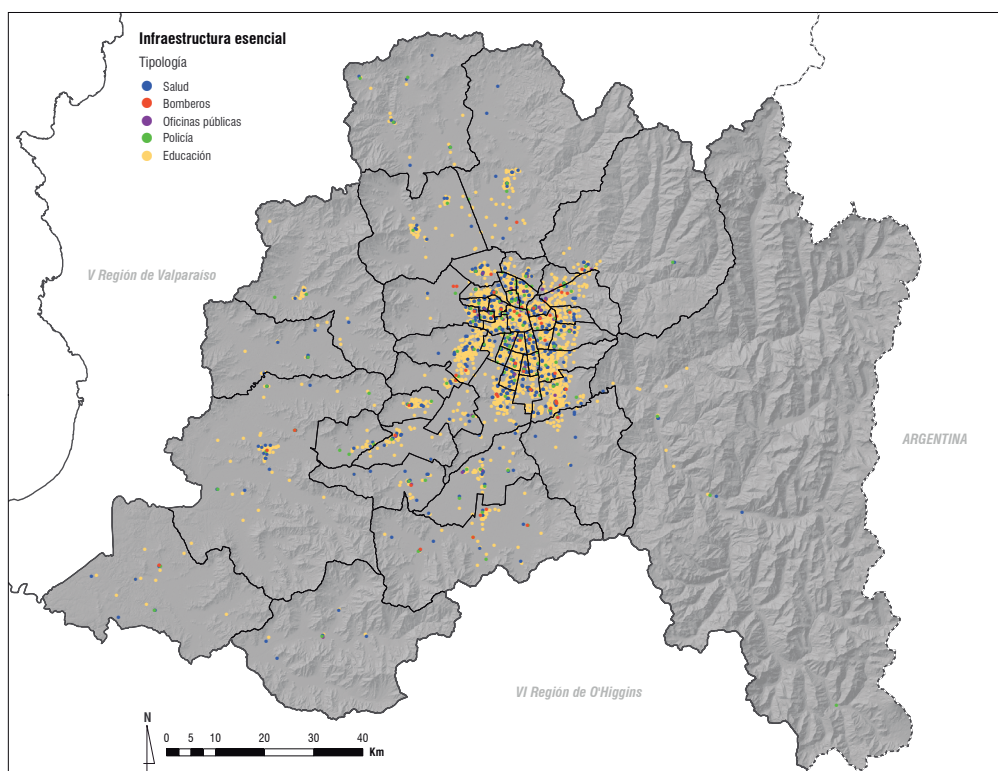 Infraestructura esencial
Tipología
Salud
Bomberos
Oficinas públicas
Policía
Educación
V Región de Valparaíso
ARGENTINA
VI Región de O'Higgins
N
0 5 10 20 30 40
Km